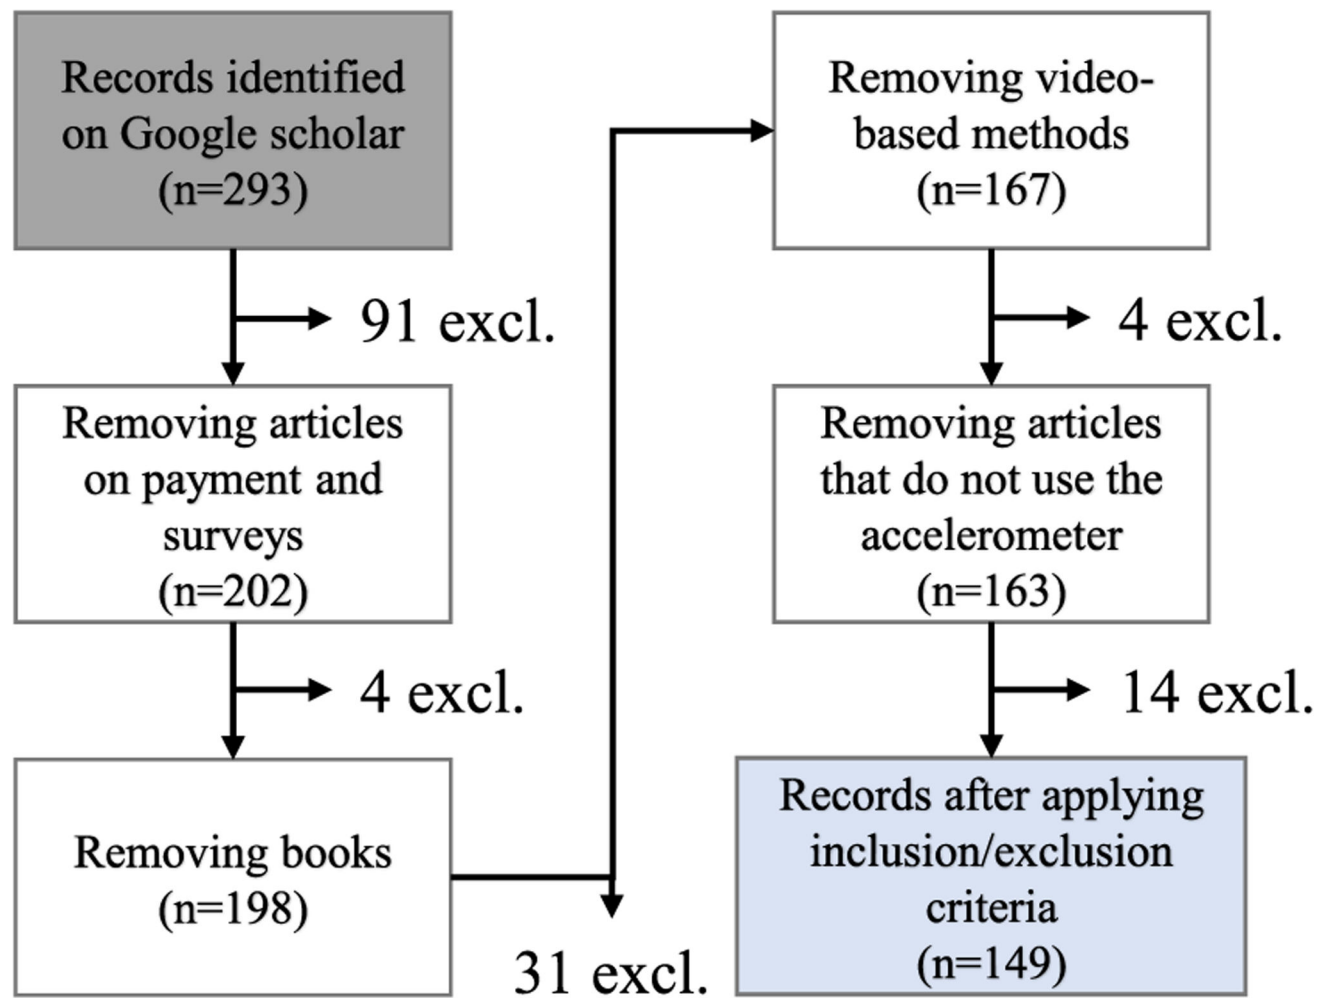 Records identified
on Google scholar
(n=293)
91 excl.
Removing articles
on payment and
surveys
(n=202)
4 excl.
Removing books
(n=198)
31 excl.
Removing video-
based methods
(n=167)
4 excl.
Removing articles
that do not use the
accelerometer
(n=163)
14 excl.
Records after applying
inclusion/exclusion
criteria
(n=149)